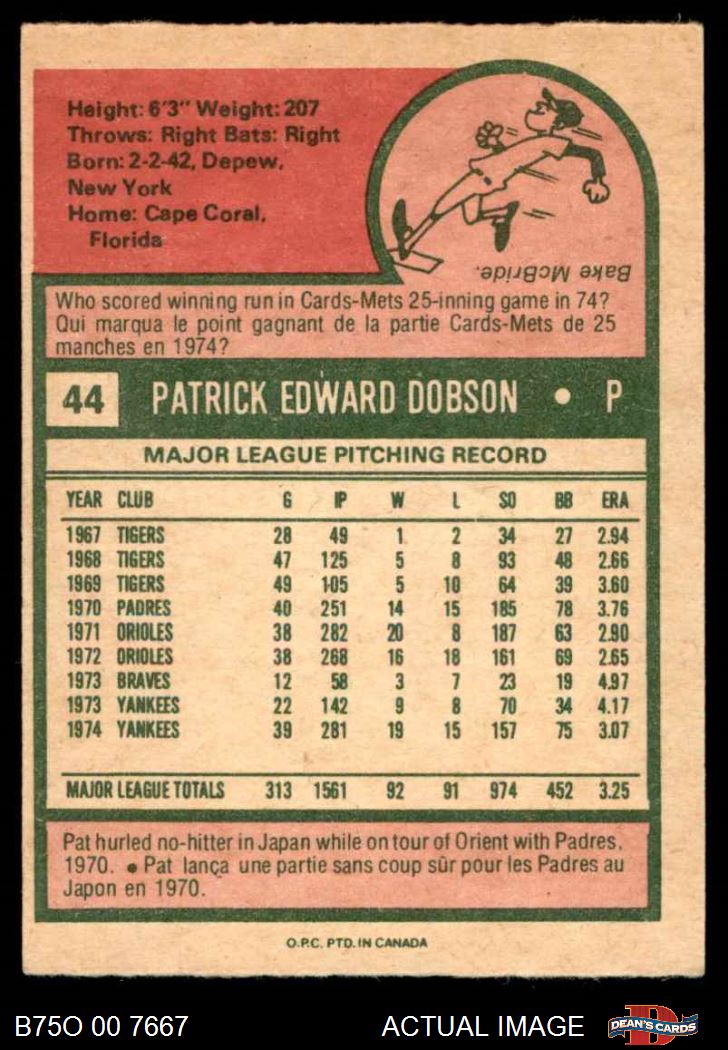 Height: 6'3" Weight: 207
Throws: Right Bats: Right
Born: 2-2-42, Depew,
New York
Home: Cape Coral,
Florida
Bake McBride.
Who scored winning run in Cards-Mets 25-inning game in 74?
Qui marqua le point gagnant de la partie Cards-Mets de 25
manches en 1974?
44 PATRICK EDWARD DOBSON • P
MAJOR LEAGUE PITCHING RECORD
YEAR CLUB G IP W L SO BB ERA
1967 TIGERS 28 49 1 2 34 27 2.94
1968 TIGERS 47 125 5 8 93 48 2.66
1969 TIGERS 49 105 5 10 64 39 3.60
1970 PADRES 40 251 14 15 185 78 3.76
1971 ORIOLES 38 282 20 8 187 63 2.90
1972 ORIOLES 38 268 16 18 161 69 2.65
1973 BRAVES 12 58 3 7 23 19 4.97
1973 YANKEES 22 142 9 8 70 34 4.17
1974 YANKEES 39 281 19 15 157 75 3.07
MAJOR LEAGUE TOTALS 313 1561 92 91 974 452 3.25
Pat hurled no-hitter in Japan while on tour of Orient with Padres,
1970. • Pat lança une partie sans coup sûr pour les Padres au
Japon en 1970.
O.P.C. PTD. IN CANADA
B75O 00 7667 ACTUAL IMAGE D DEAN'S CARDS